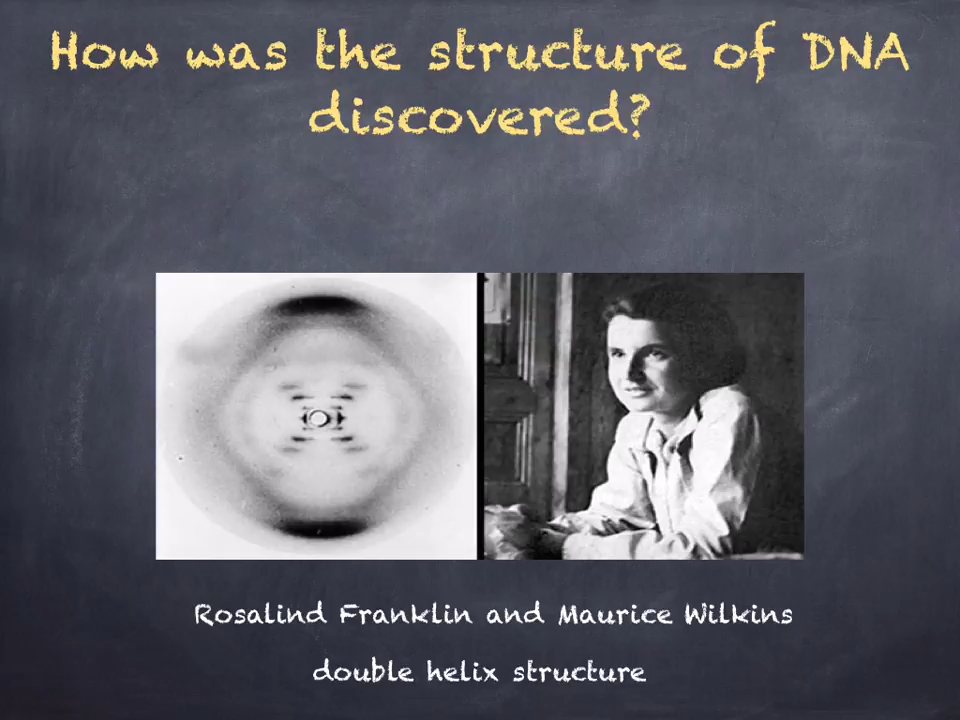 How was the structure of DNA
discovered?
Rosalind Franklin and Maurice Wilkins
double helix structure